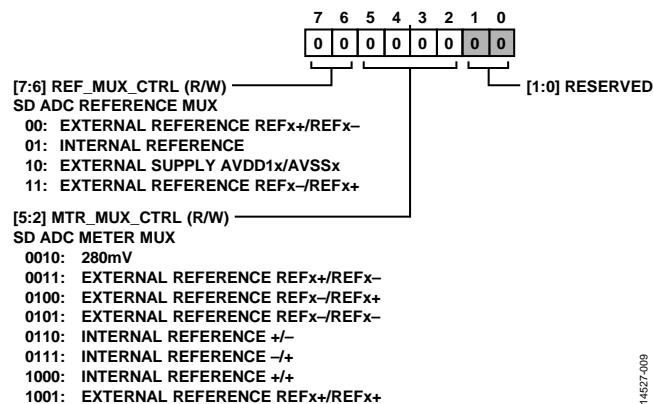 7 6 5 4 3 2 1 0
0 0 0 0 0 0 0 0
[7:6] REF_MUX_CTRL (R/W)
[1:0] RESERVED
SD ADC REFERENCE MUX
00: EXTERNAL REFERENCE REFx+/REFx–
01: INTERNAL REFERENCE
10: EXTERNAL SUPPLY AVDD1x/AVSSx
11: EXTERNAL REFERENCE REFx–/REFx+
[5:2] MTR_MUX_CTRL (R/W)
SD ADC METER MUX
0010: 280mV
0011: EXTERNAL REFERENCE REFx+/REFx–
0100: EXTERNAL REFERENCE REFx–/REFx+
0101: EXTERNAL REFERENCE REFx–/REFx–
0110: INTERNAL REFERENCE +/–
0111: INTERNAL REFERENCE –/+
1000: INTERNAL REFERENCE +/+
1001: EXTERNAL REFERENCE REFx+/REFx+
14527-009